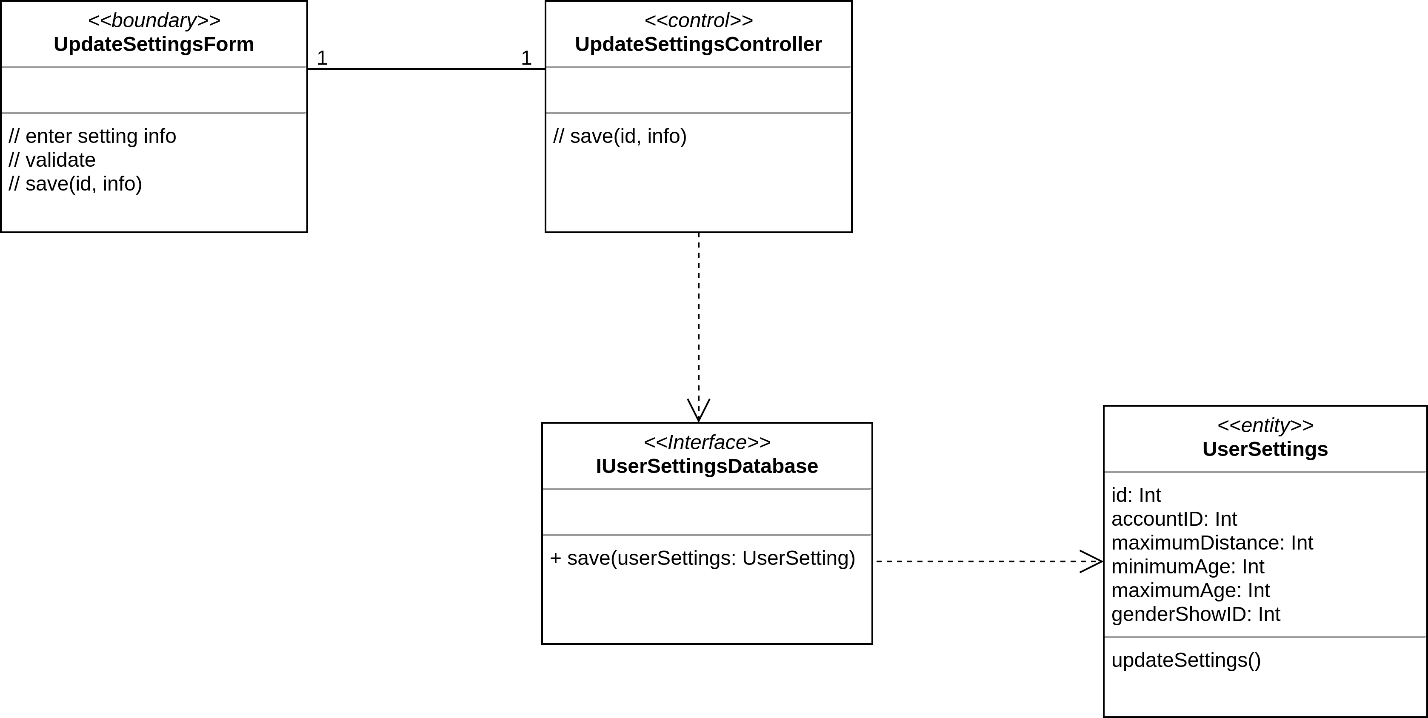 <<boundary>>
UpdateSettingsForm
// enter setting info
// validate
// save(id, info)
1
1
<<control>>
UpdateSettingsController
// save(id, info)
<<Interface>>
IUserSettingsDatabase
+ save(userSettings: UserSetting)
<<entity>>
UserSettings
id: Int
accountID: Int
maximumDistance: Int
minimumAge: Int
maximumAge: Int
genderShowID: Int
updateSettings()